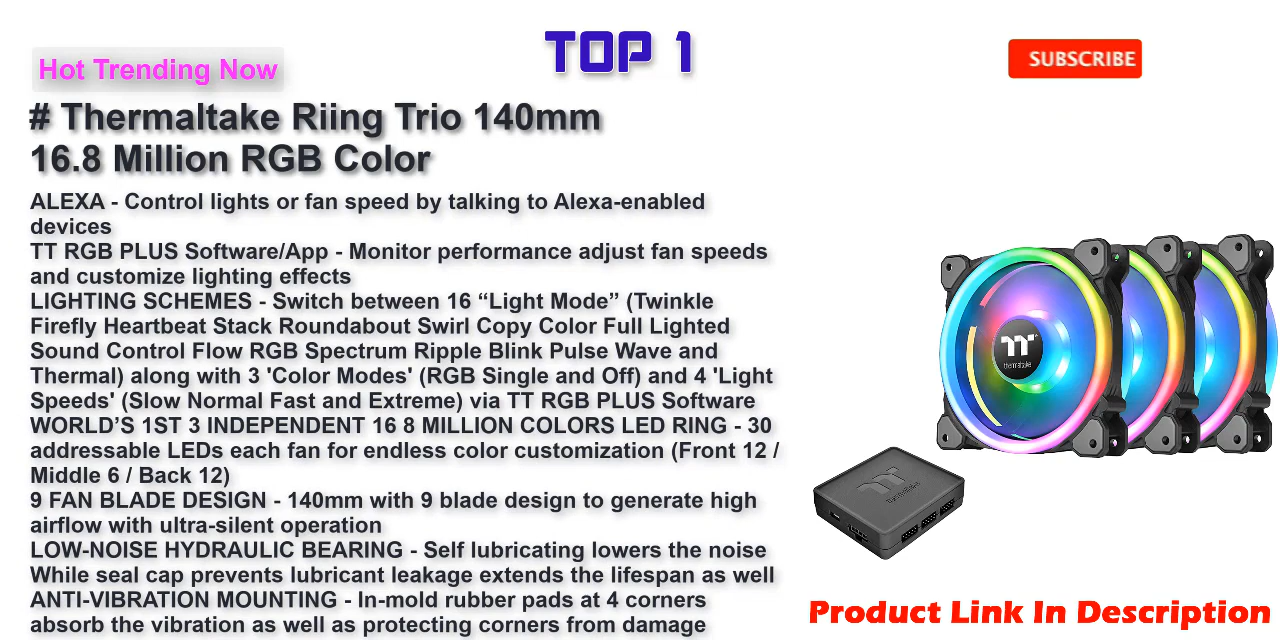 TOP 1
SUBSCRIBE
Hot Trending Now
# Thermaltake Riing Trio 140mm
16.8 Million RGB Color
ALEXA - Control lights or fan speed by talking to Alexa-enabled
devices
TT RGB PLUS Software/App - Monitor performance adjust fan speeds
and customize lighting effects
LIGHTING SCHEMES - Switch between 16 “Light Mode” (Twinkle
Firefly Heartbeat Stack Roundabout Swirl Copy Color Full Lighted
Sound Control Flow RGB Spectrum Ripple Blink Pulse Wave and
Thermal) along with 3 'Color Modes' (RGB Single and Off) and 4 'Light
Speeds' (Slow Normal Fast and Extreme) via TT RGB PLUS Software
WORLD’S 1ST 3 INDEPENDENT 16 8 MILLION COLORS LED RING - 30
addressable LEDs each fan for endless color customization (Front 12 /
Middle 6 / Back 12)
9 FAN BLADE DESIGN - 140mm with 9 blade design to generate high
airflow with ultra-silent operation
LOW-NOISE HYDRAULIC BEARING - Self lubricating lowers the noise
While seal cap prevents lubricant leakage extends the lifespan as well
ANTI-VIBRATION MOUNTING - In-mold rubber pads at 4 corners
absorb the vibration as well as protecting corners from damage
thermaltake
thermaltake
Product Link In Description